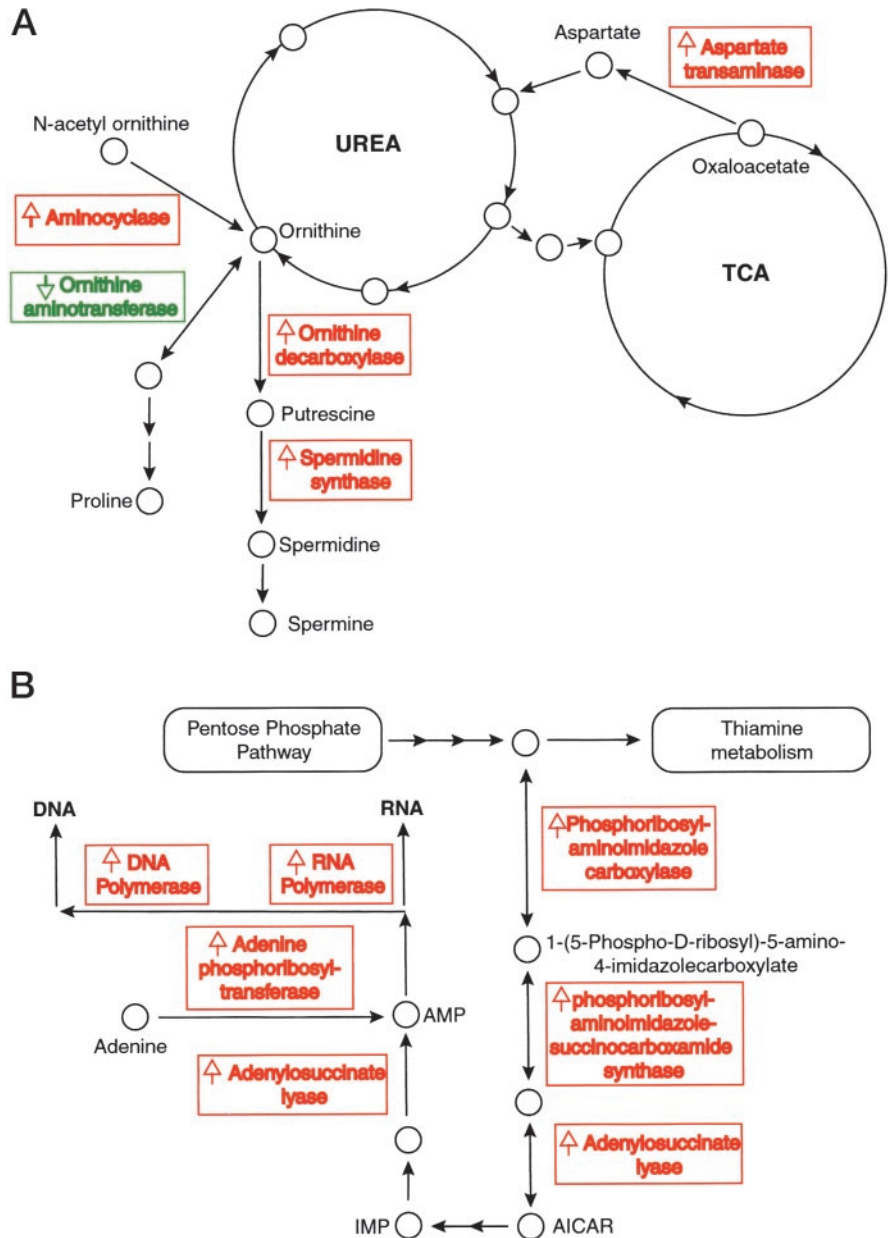 A
Aspartate
Aspartate
transaminase
N-acetyl ornithine
UREA
Oxaloacetate
Aminocyclase
Ornithine
TCA
Ornithine
aminotransferase
Ornithine
decarboxylase
Putrescine
Spermidine
synthase
Proline
Spermidine
Spermine
B
Pentose Phosphate
Pathway
Thiamine
metabolism
DNA
RNA
DNA
Polymerase
RNA
Polymerase
Phosphoribosyl-
aminoimidazole
carboxylase
Adenine
phosphoribosyl-
transferase
1-(5-Phospho-D-ribosyl)-5-amino-
4-imidazolecarboxylate
AMP
Adenine
phosphoribosyl-
aminoimidazole-
succinocarboxamide
synthase
Adenylosuccinate
lyase
Adenylosuccinate
lyase
IMP
AICAR